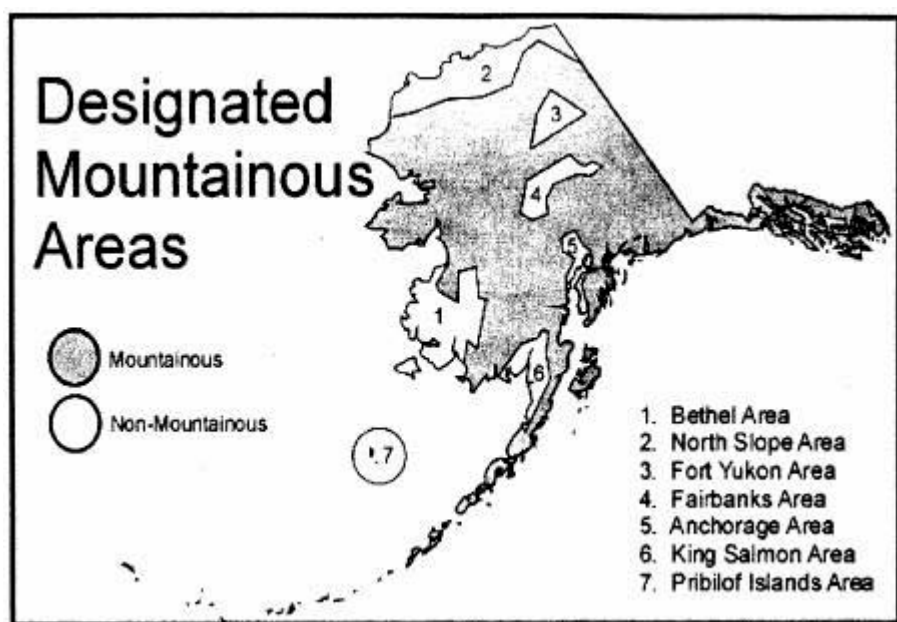 Designated
Mountainous
Areas
Mountainous
Non-Mountainous
2
3
4
5
1
6
7
1. Bethel Area
2. North Slope Area
3. Fort Yukon Area
4. Fairbanks Area
5. Anchorage Area
6. King Salmon Area
7. Pribilof Islands Area